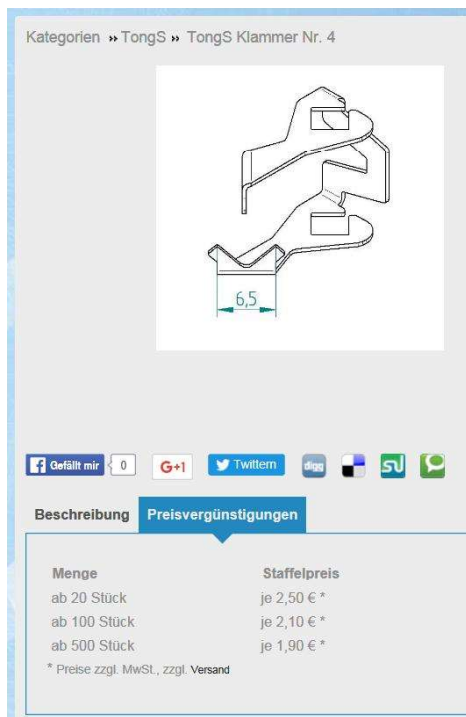 Kategorien » TongS » TongS Klammer Nr. 4
6,5
Gefällt mir 0 G+1 Twittern digg
Beschreibung Preisvergünstigungen
Menge Staffelpreis
ab 20 Stück je 2,50 € *
ab 100 Stück je 2,10 € *
ab 500 Stück je 1,90 € *
* Preise zzgl. MwSt., zzgl. Versand